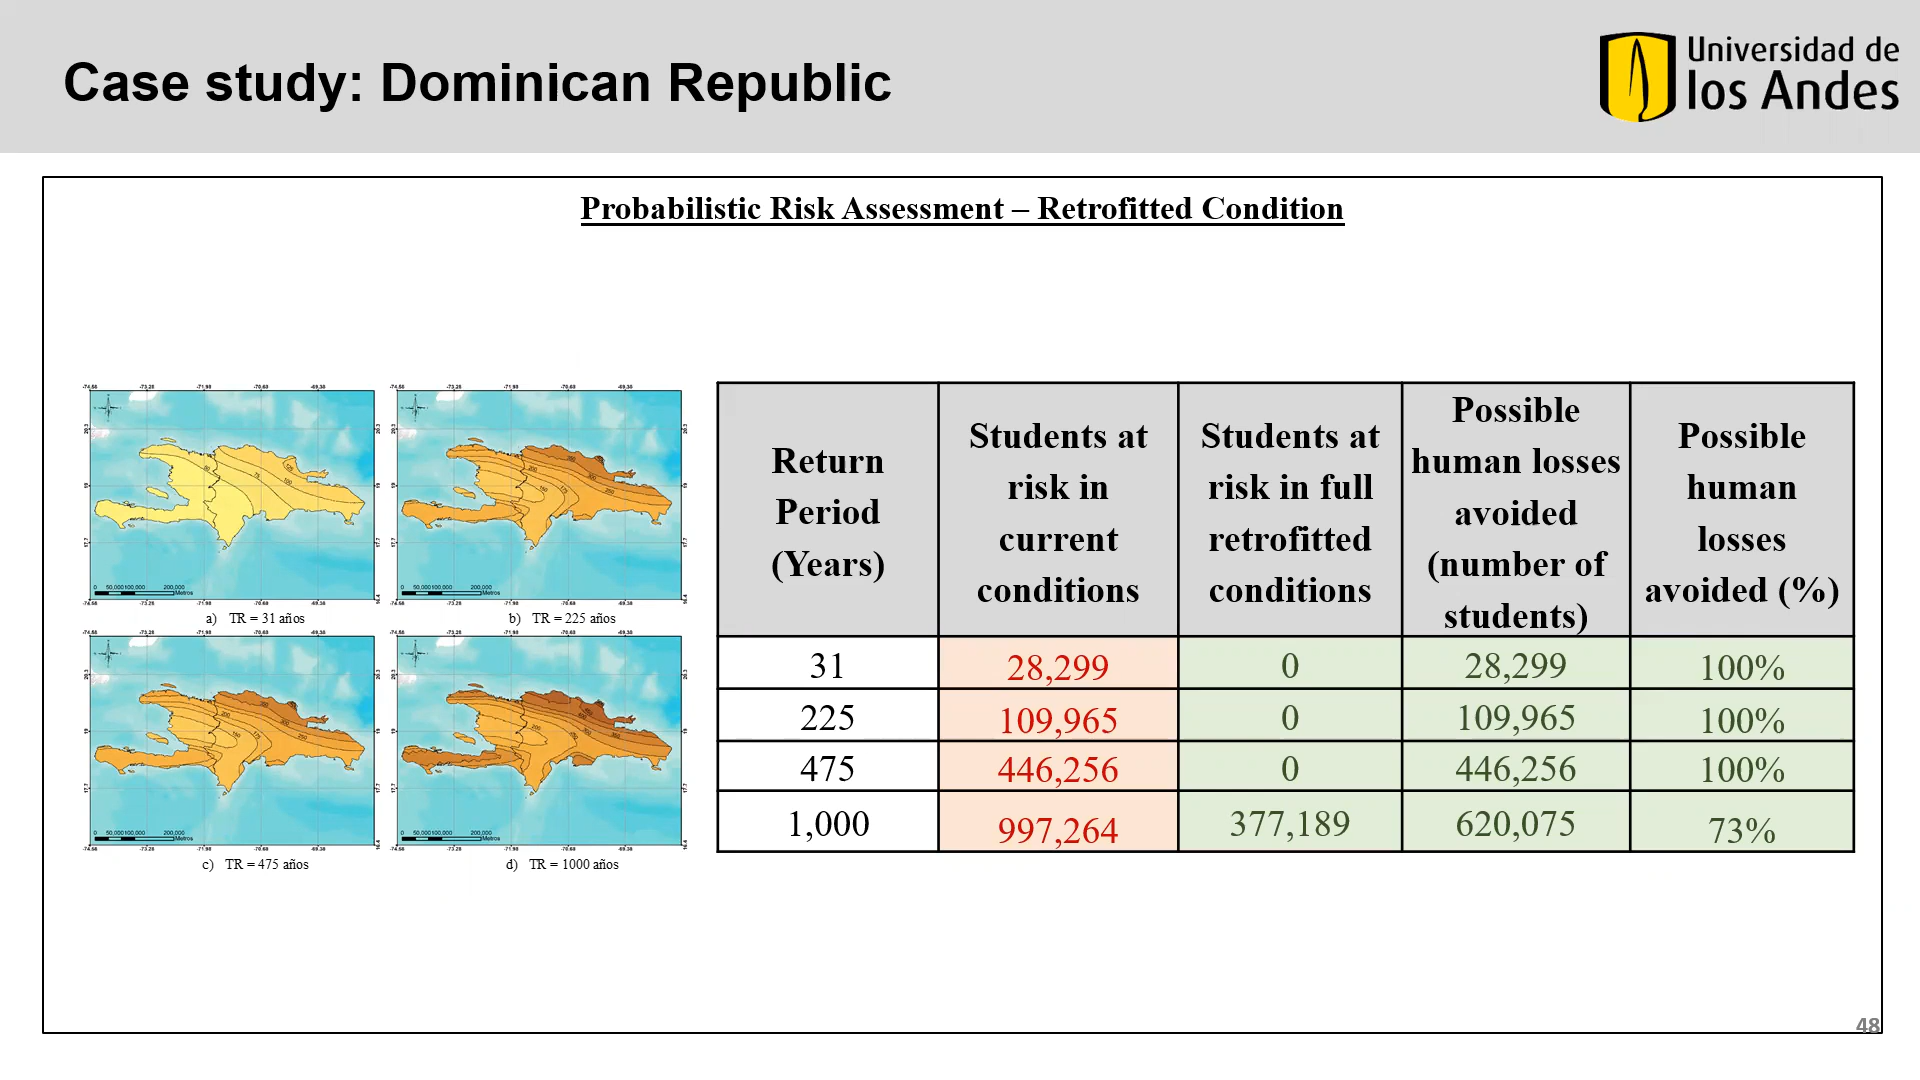 Case study: Dominican Republic
Universidad de
los Andes
Probabilistic Risk Assessment – Retrofitted Condition
a) TR = 31 años
b) TR = 225 años
c) TR = 475 años
d) TR = 1000 años
Return
Period
(Years)
Students at
risk in
current
conditions
Students at
risk in full
retrofitted
conditions
Possible
human losses
avoided
(number of
students)
Possible
human
losses
avoided (%)
31 28,299 0 28,299 100%
225 109,965 0 109,965 100%
475 446,256 0 446,256 100%
1,000 997,264 377,189 620,075 73%
48